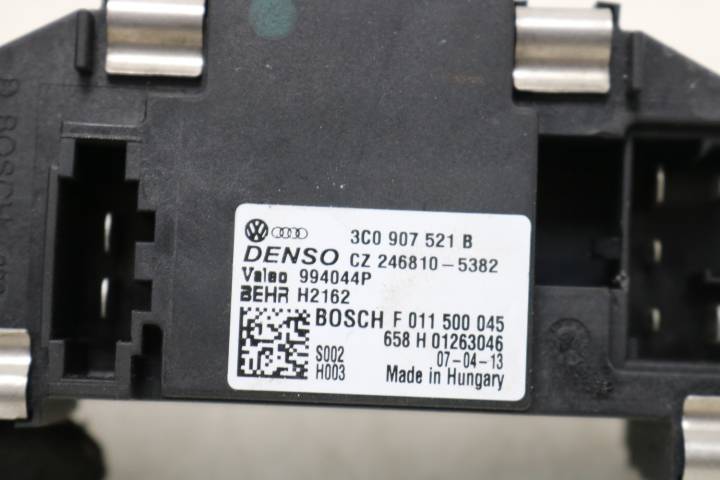 BOSCH
3C0 907 521 B
DENSO CZ 246810-5382
Valeo 994044P
BEHR H2162
BOSCH F 011 500 045
658 H 01263046
S002 07-04-13
H003 Made in Hungary